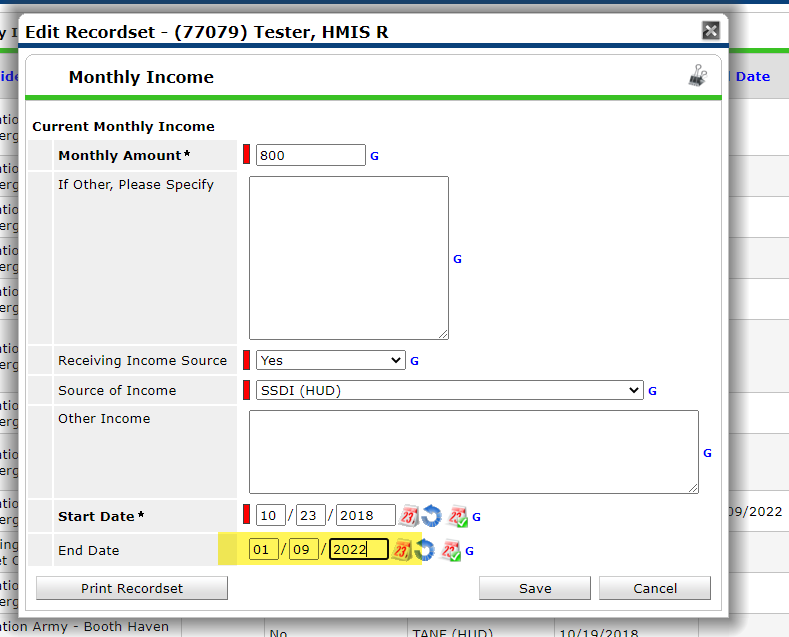 Edit Recordset - (77079) Tester, HMIS R
Monthly Income
Date
Current Monthly Income
Monthly Amount* 800 G
If Other, Please Specify G
Receiving Income Source Yes G
Source of Income SSDI (HUD) G
Other Income G
Start Date* 10 / 23 / 2018 23 G
09/2022
End Date 01 / 09 / 2022 23 G
Print Recordset Save Cancel
Army - Booth Haven No TANF (HUD) 10/19/2018